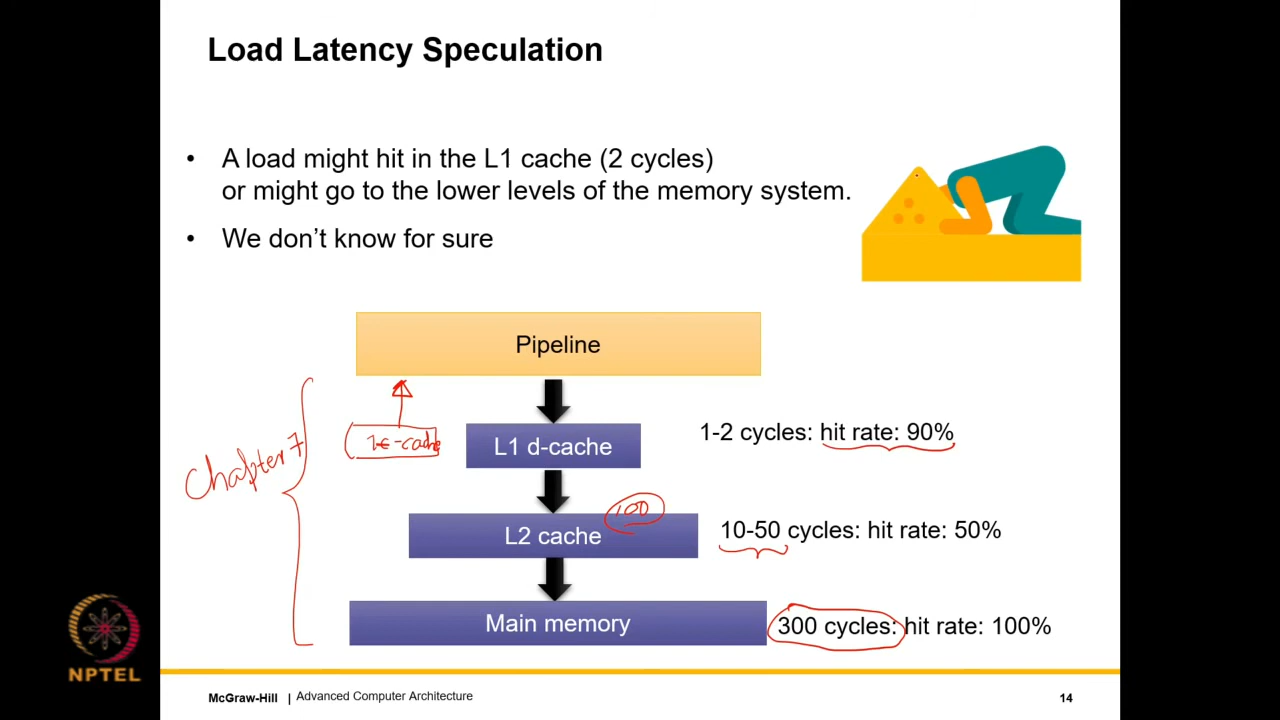 Load Latency Speculation
• A load might hit in the L1 cache (2 cycles)
or might go to the lower levels of the memory system.
• We don't know for sure
Pipeline
-cache
L1 d-cache
1-2 cycles: hit rate: 90%
Chapter 7
100
L2 cache
10-50 cycles: hit rate: 50%
Main memory
300 cycles: hit rate: 100%
NPTEL
McGraw-Hill | Advanced Computer Architecture
14